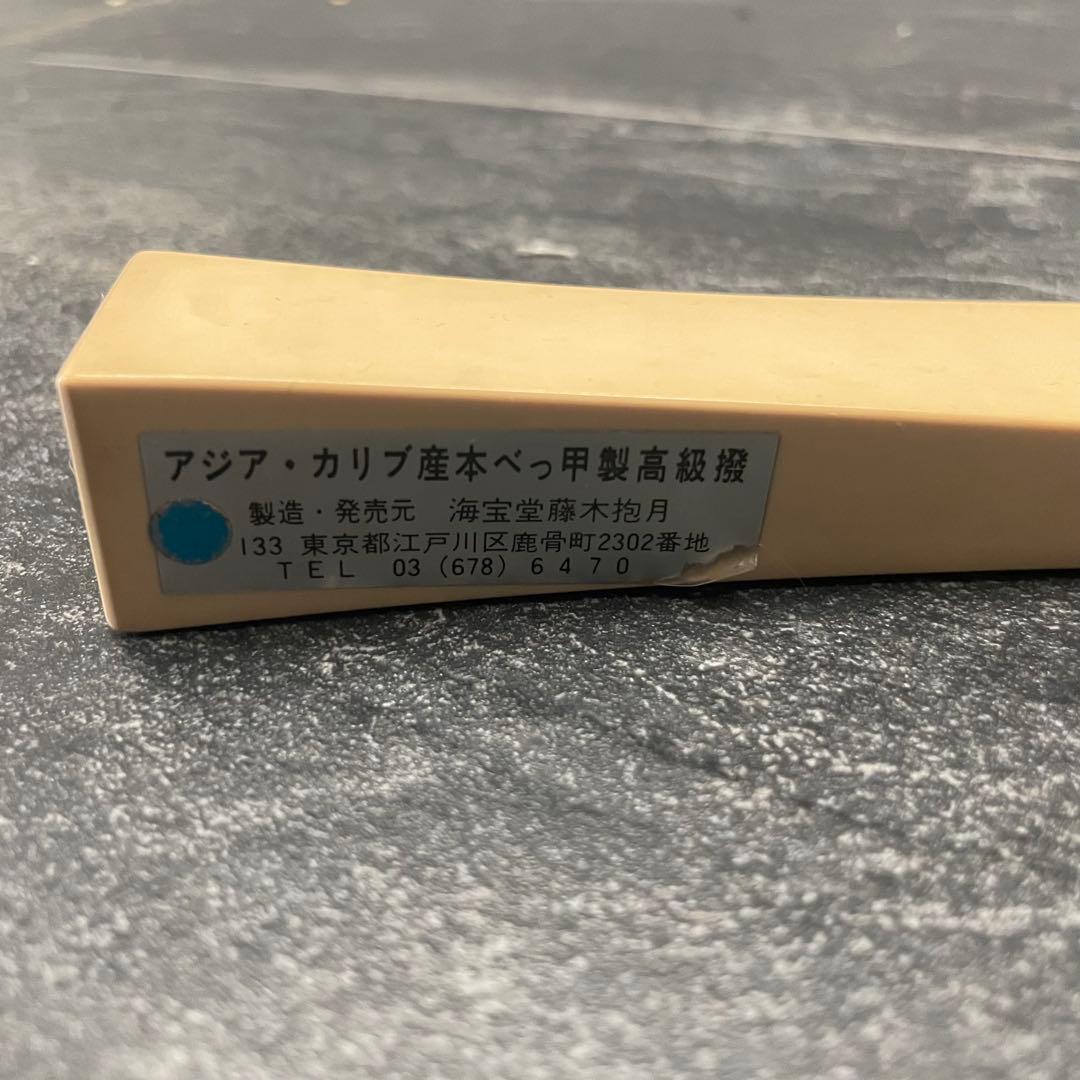 アジア・カリブ産本べっ甲製高級撥
製造・発売元 海宝堂藤木抱月
133 東京都江戸川区鹿骨町2302番地
TEL 03 (678) 6470